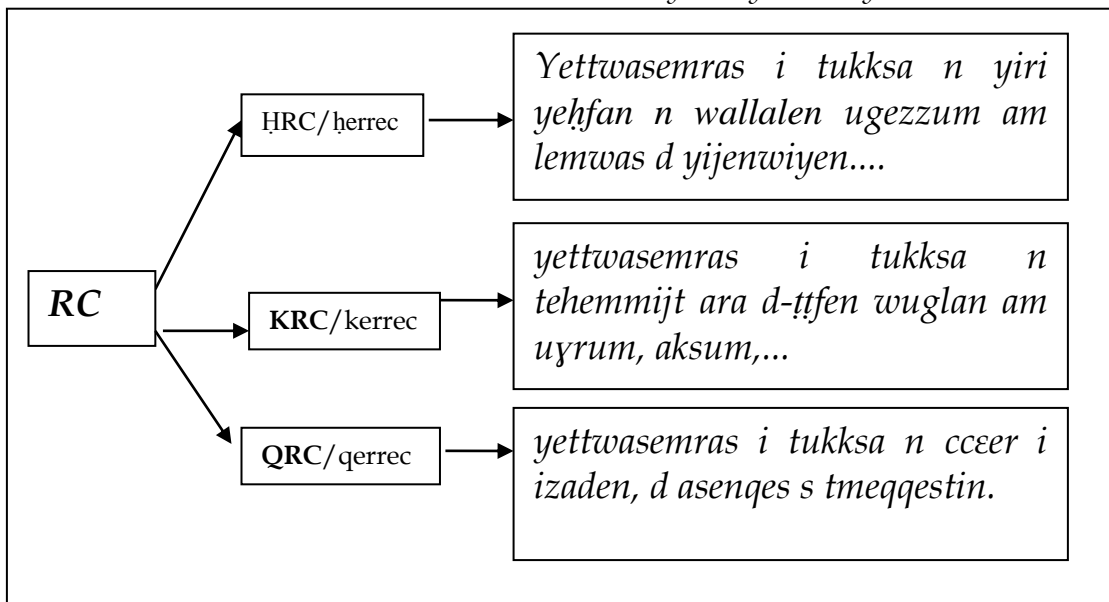 Yettwasemras i tukksa n yiri
yeḥfan n wallalen ugezzum am
lemwas d yijenwiyen....
ḤRC/ḥerrec
yettwasemras i tukksa n
tehemmijt ara d-ṭṭfen wuglan am
uɣrum, aksum,...
RC
KRC/kerrec
yettwasemras i tukksa n ccɛer i
izaden, d asenqes s tmeqqestin.
QRC/qerrec